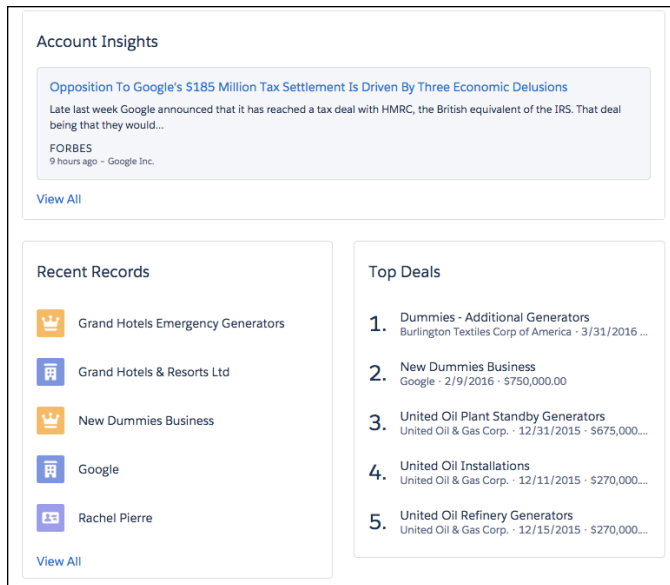 Account Insights
Opposition To Google's $185 Million Tax Settlement Is Driven By Three Economic Delusions
Late last week Google announced that it has reached a tax deal with HMRC, the British equivalent of the IRS. That deal
being that they would...
FORBES
9 hours ago – Google Inc.
View All
Recent Records
Grand Hotels Emergency Generators
Grand Hotels & Resorts Ltd
New Dummies Business
Google
Rachel Pierre
View All
Top Deals
1. Dummies - Additional Generators
Burlington Textiles Corp of America · 3/31/2016 ...
2. New Dummies Business
Google · 2/9/2016 · $750,000.00
3. United Oil Plant Standby Generators
United Oil & Gas Corp. · 12/31/2015 · $675,000....
4. United Oil Installations
United Oil & Gas Corp. · 12/11/2015 · $270,000....
5. United Oil Refinery Generators
United Oil & Gas Corp. · 12/15/2015 · $270,000....